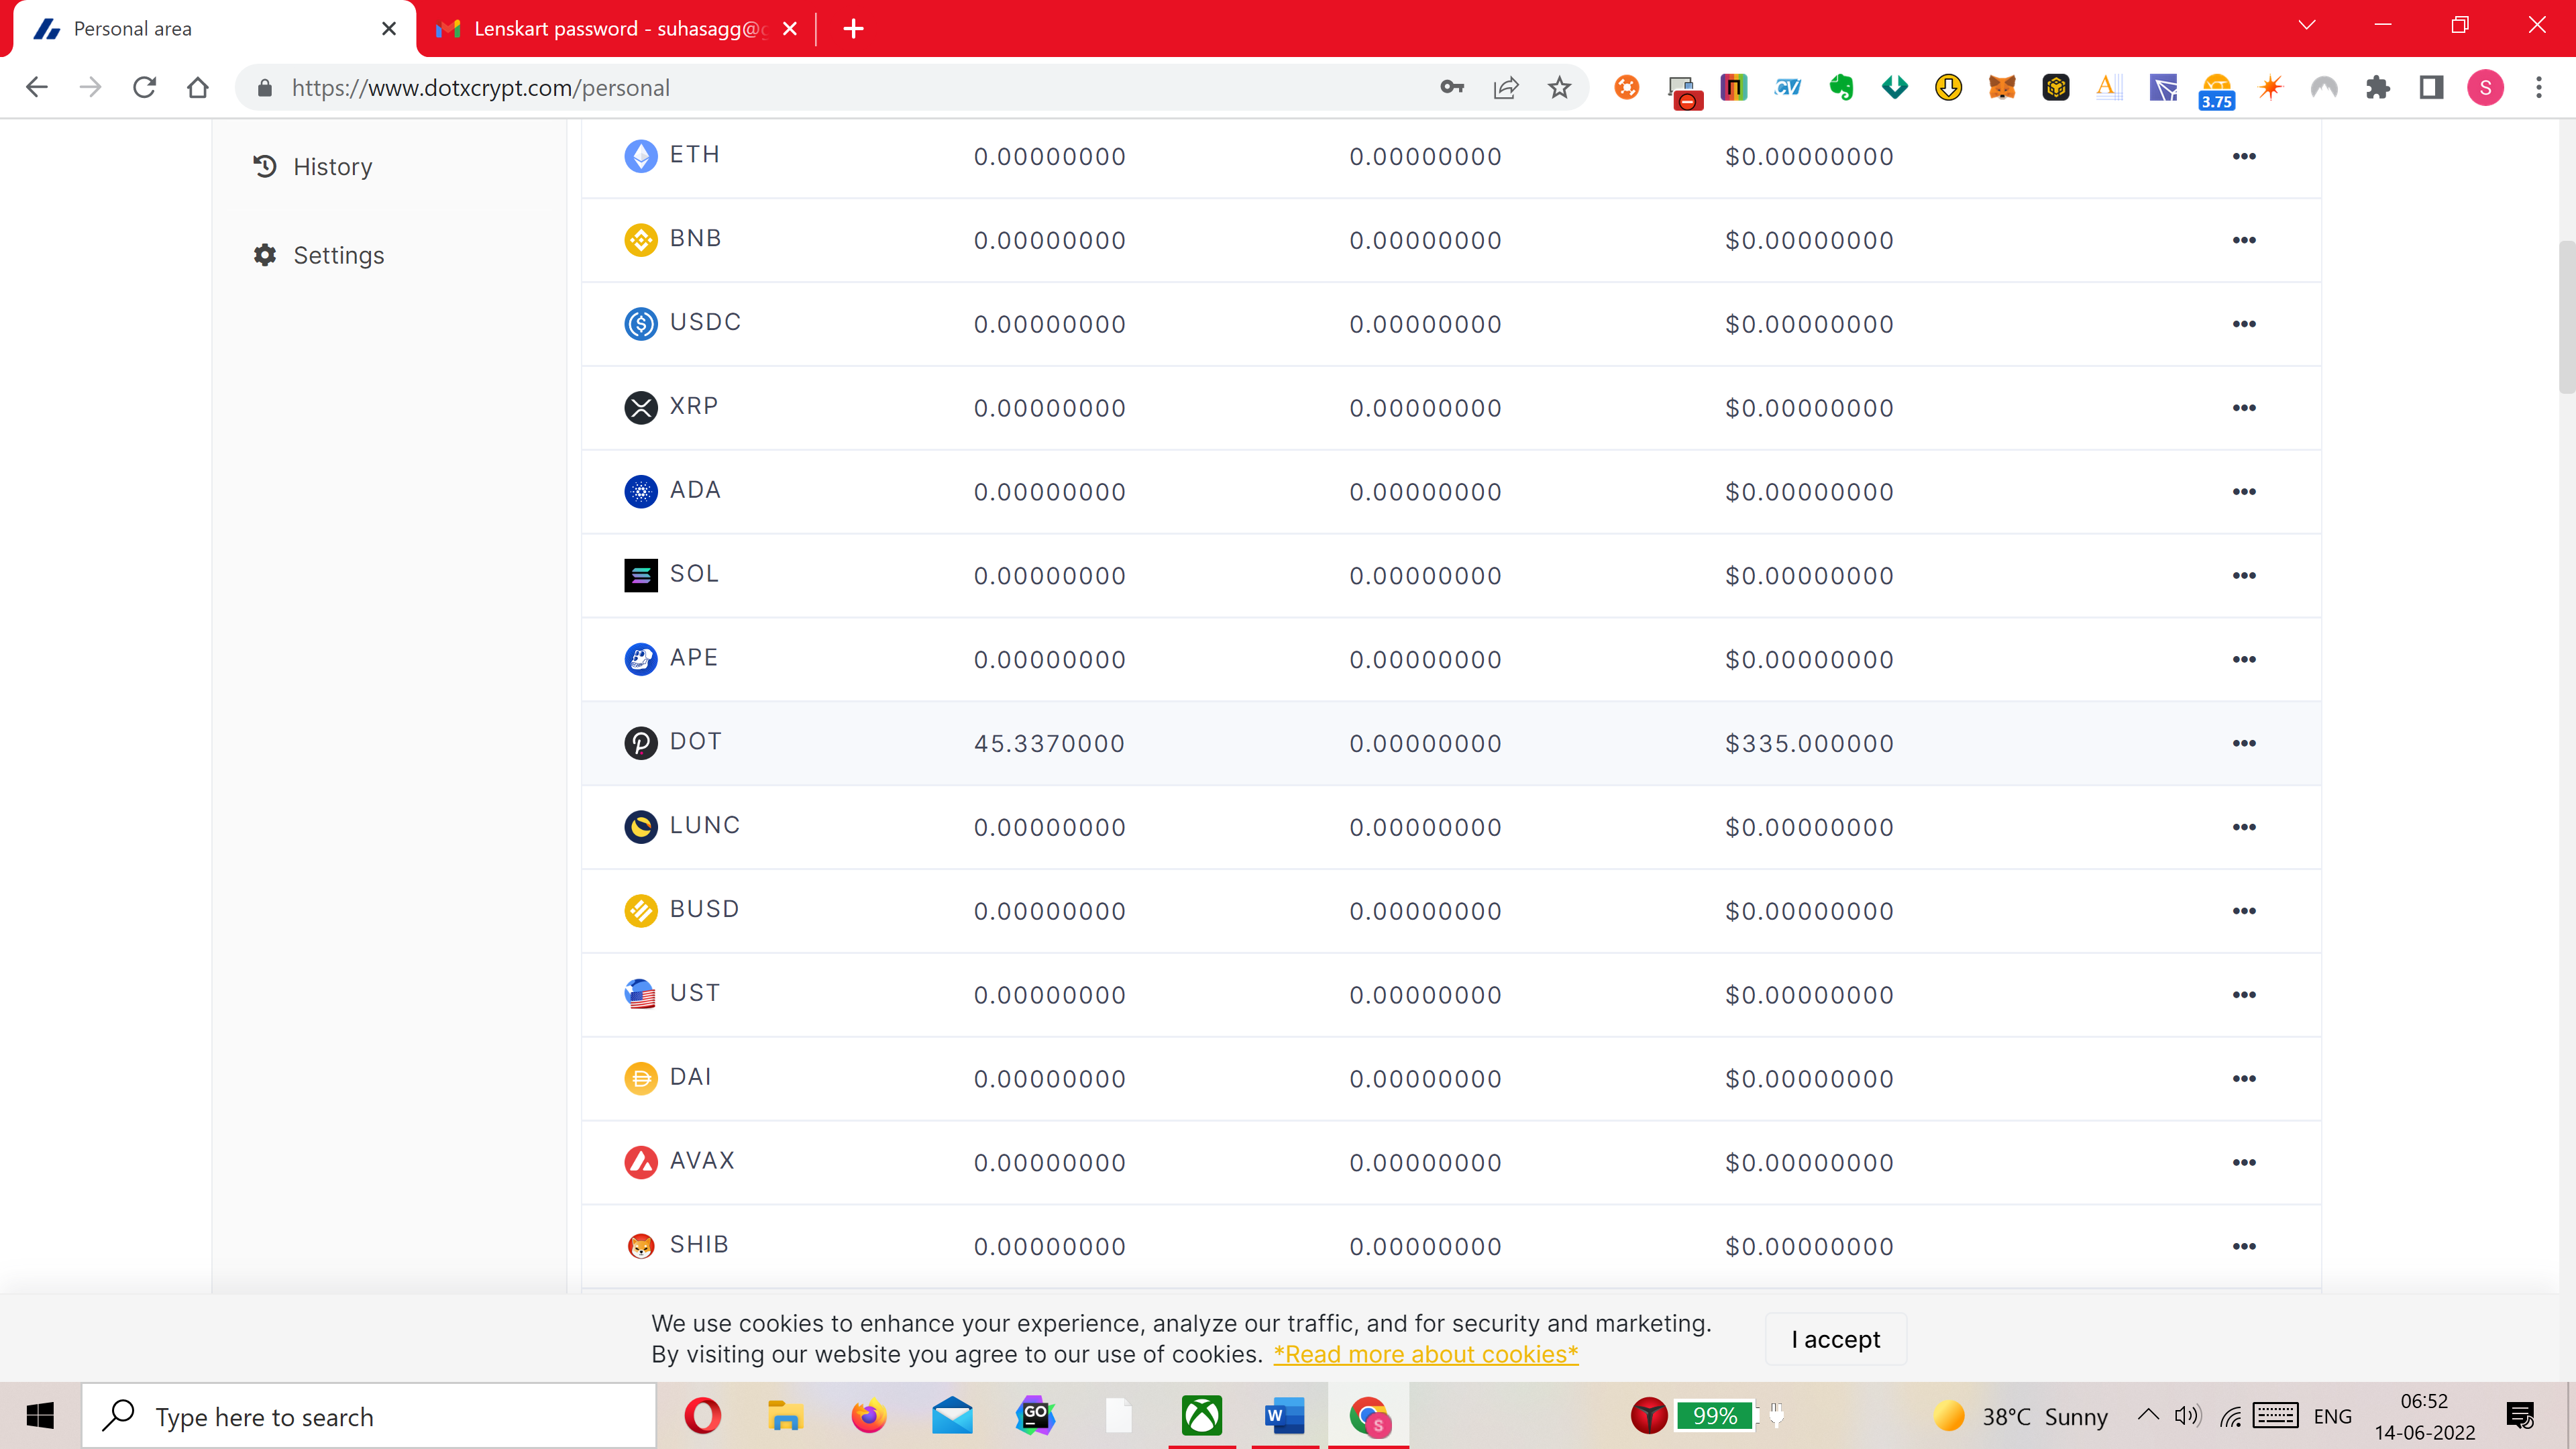 Personal area
Lenskart password - suhasagg@
https://www.dotxcrypt.com/personal
CV
A
3.75
S
History
Settings
ETH 0.00000000 0.00000000 $0.00000000
BNB 0.00000000 0.00000000 $0.00000000
USDC 0.00000000 0.00000000 $0.00000000
XRP 0.00000000 0.00000000 $0.00000000
ADA 0.00000000 0.00000000 $0.00000000
SOL 0.00000000 0.00000000 $0.00000000
APE 0.00000000 0.00000000 $0.00000000
DOT 45.3370000 0.00000000 $335.000000
LUNC 0.00000000 0.00000000 $0.00000000
BUSD 0.00000000 0.00000000 $0.00000000
UST 0.00000000 0.00000000 $0.00000000
DAI 0.00000000 0.00000000 $0.00000000
AVAX 0.00000000 0.00000000 $0.00000000
SHIB 0.00000000 0.00000000 $0.00000000
We use cookies to enhance your experience, analyze our traffic, and for security and marketing.
By visiting our website you agree to our use of cookies. *Read more about cookies*
I accept
Type here to search
GO
W
S
99%
38°C Sunny
ENG
06:52
14-06-2022